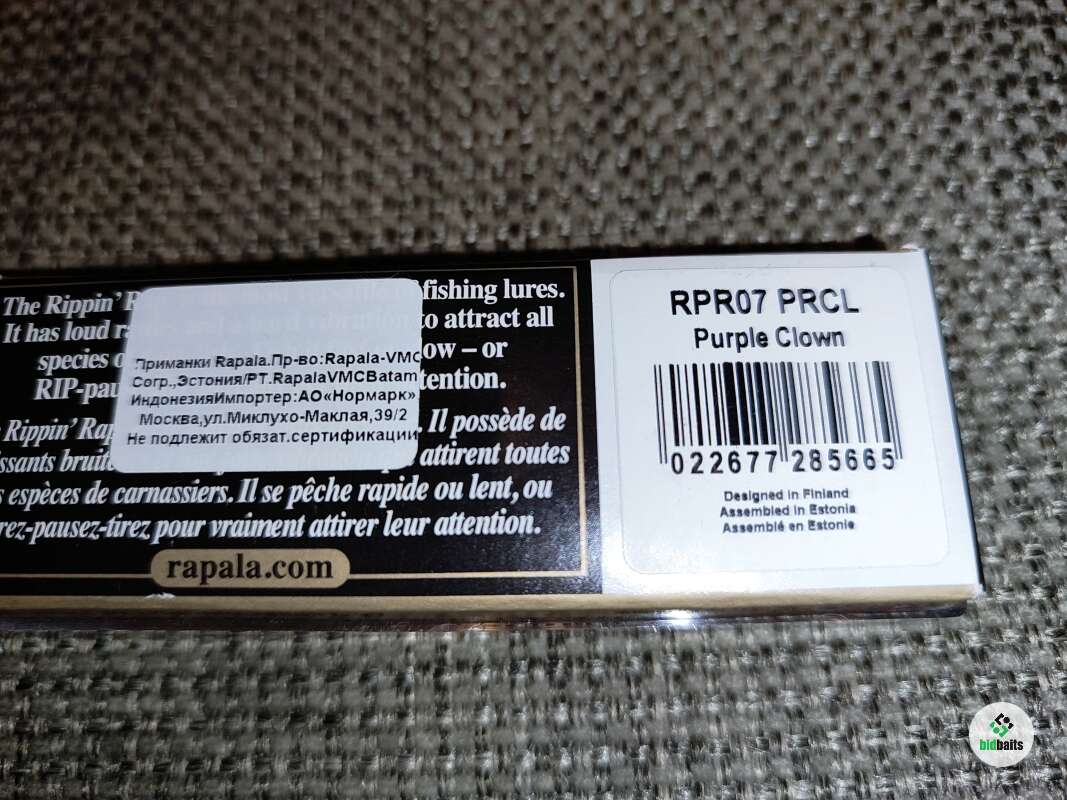 The Rippin' R fishing lures.
It has loud ra to attract all
species o ow – or
RIP-pau tention.
Rippin' Rap . Il possède de
ssants bruite attirent toutes
s espèces de carnassiers. Il se pêche rapide ou lent, ou
rez-pausez-tirez pour vraiment attirer leur attention.
rapala.com
Приманки Rapala.Пр-во:Rapala-VMC
Corp.,Эстония/PT.RapalaVMCBatam
ИндонезияИмпортер:АО«Нормарк»
Москва,ул.Миклухо-Маклая,39/2
Не подлежит обязат.сертификации
RPR07 PRCL
Purple Clown
022677 285665
Designed in Finland
Assembled in Estonia
Assemblé en Estonie
bidbaits